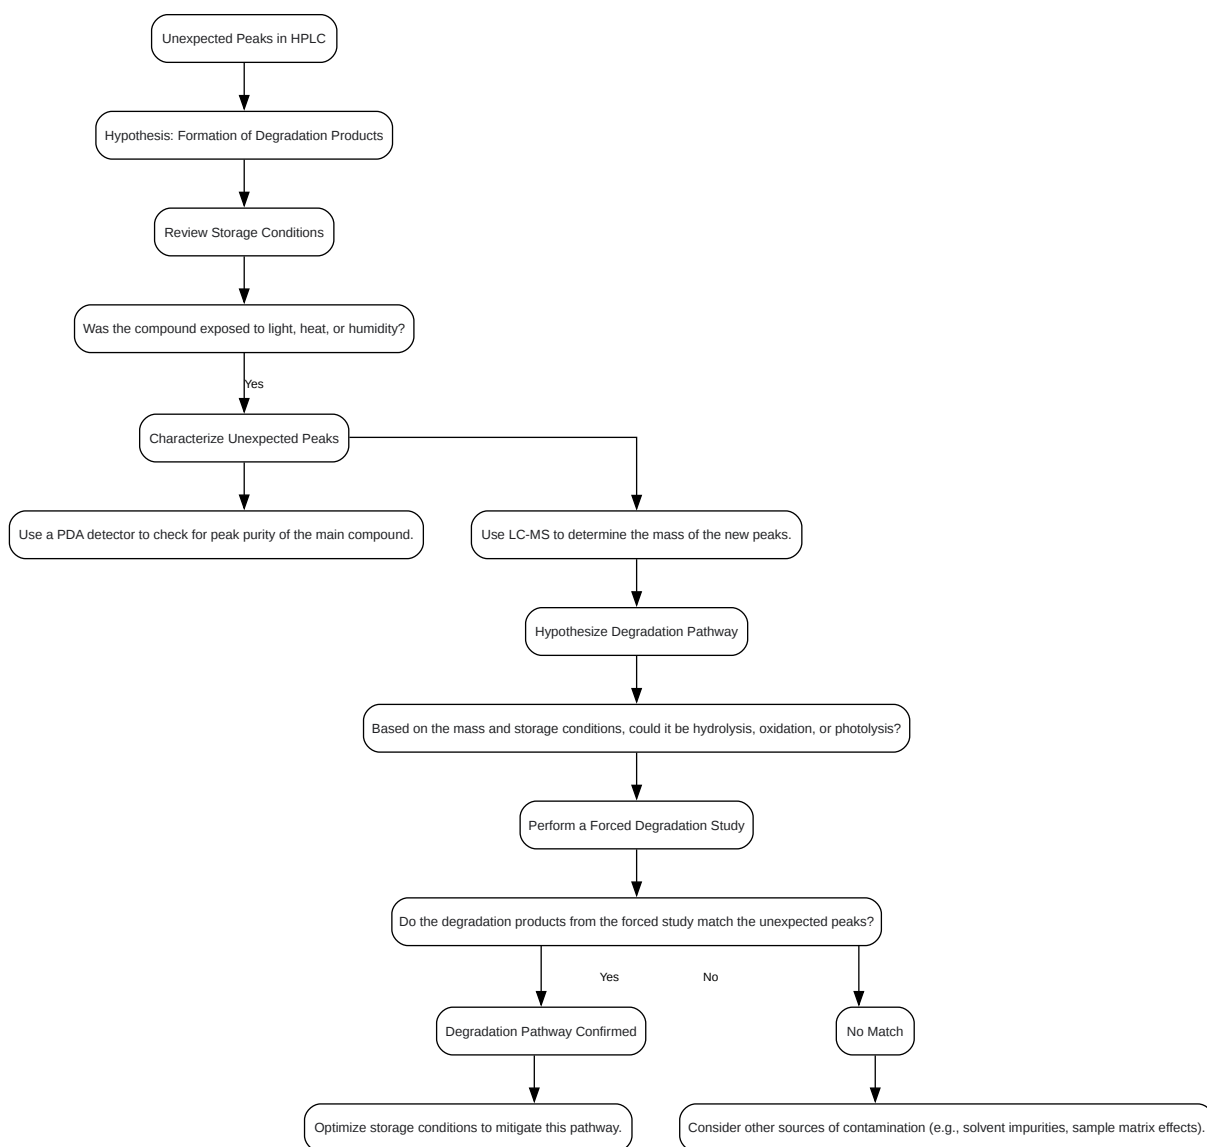 Unexpected Peaks in HPLC
Hypothesis: Formation of Degradation Products
Review Storage Conditions
Was the compound exposed to light, heat, or humidity?
Yes
Characterize Unexpected Peaks
Use a PDA detector to check for peak purity of the main compound.
Use LC-MS to determine the mass of the new peaks.
Hypothesize Degradation Pathway
Based on the mass and storage conditions, could it be hydrolysis, oxidation, or photolysis?
Perform a Forced Degradation Study
Do the degradation products from the forced study match the unexpected peaks?
Yes
No
Degradation Pathway Confirmed
No Match
Optimize storage conditions to mitigate this pathway.
Consider other sources of contamination (e.g., solvent impurities, sample matrix effects).